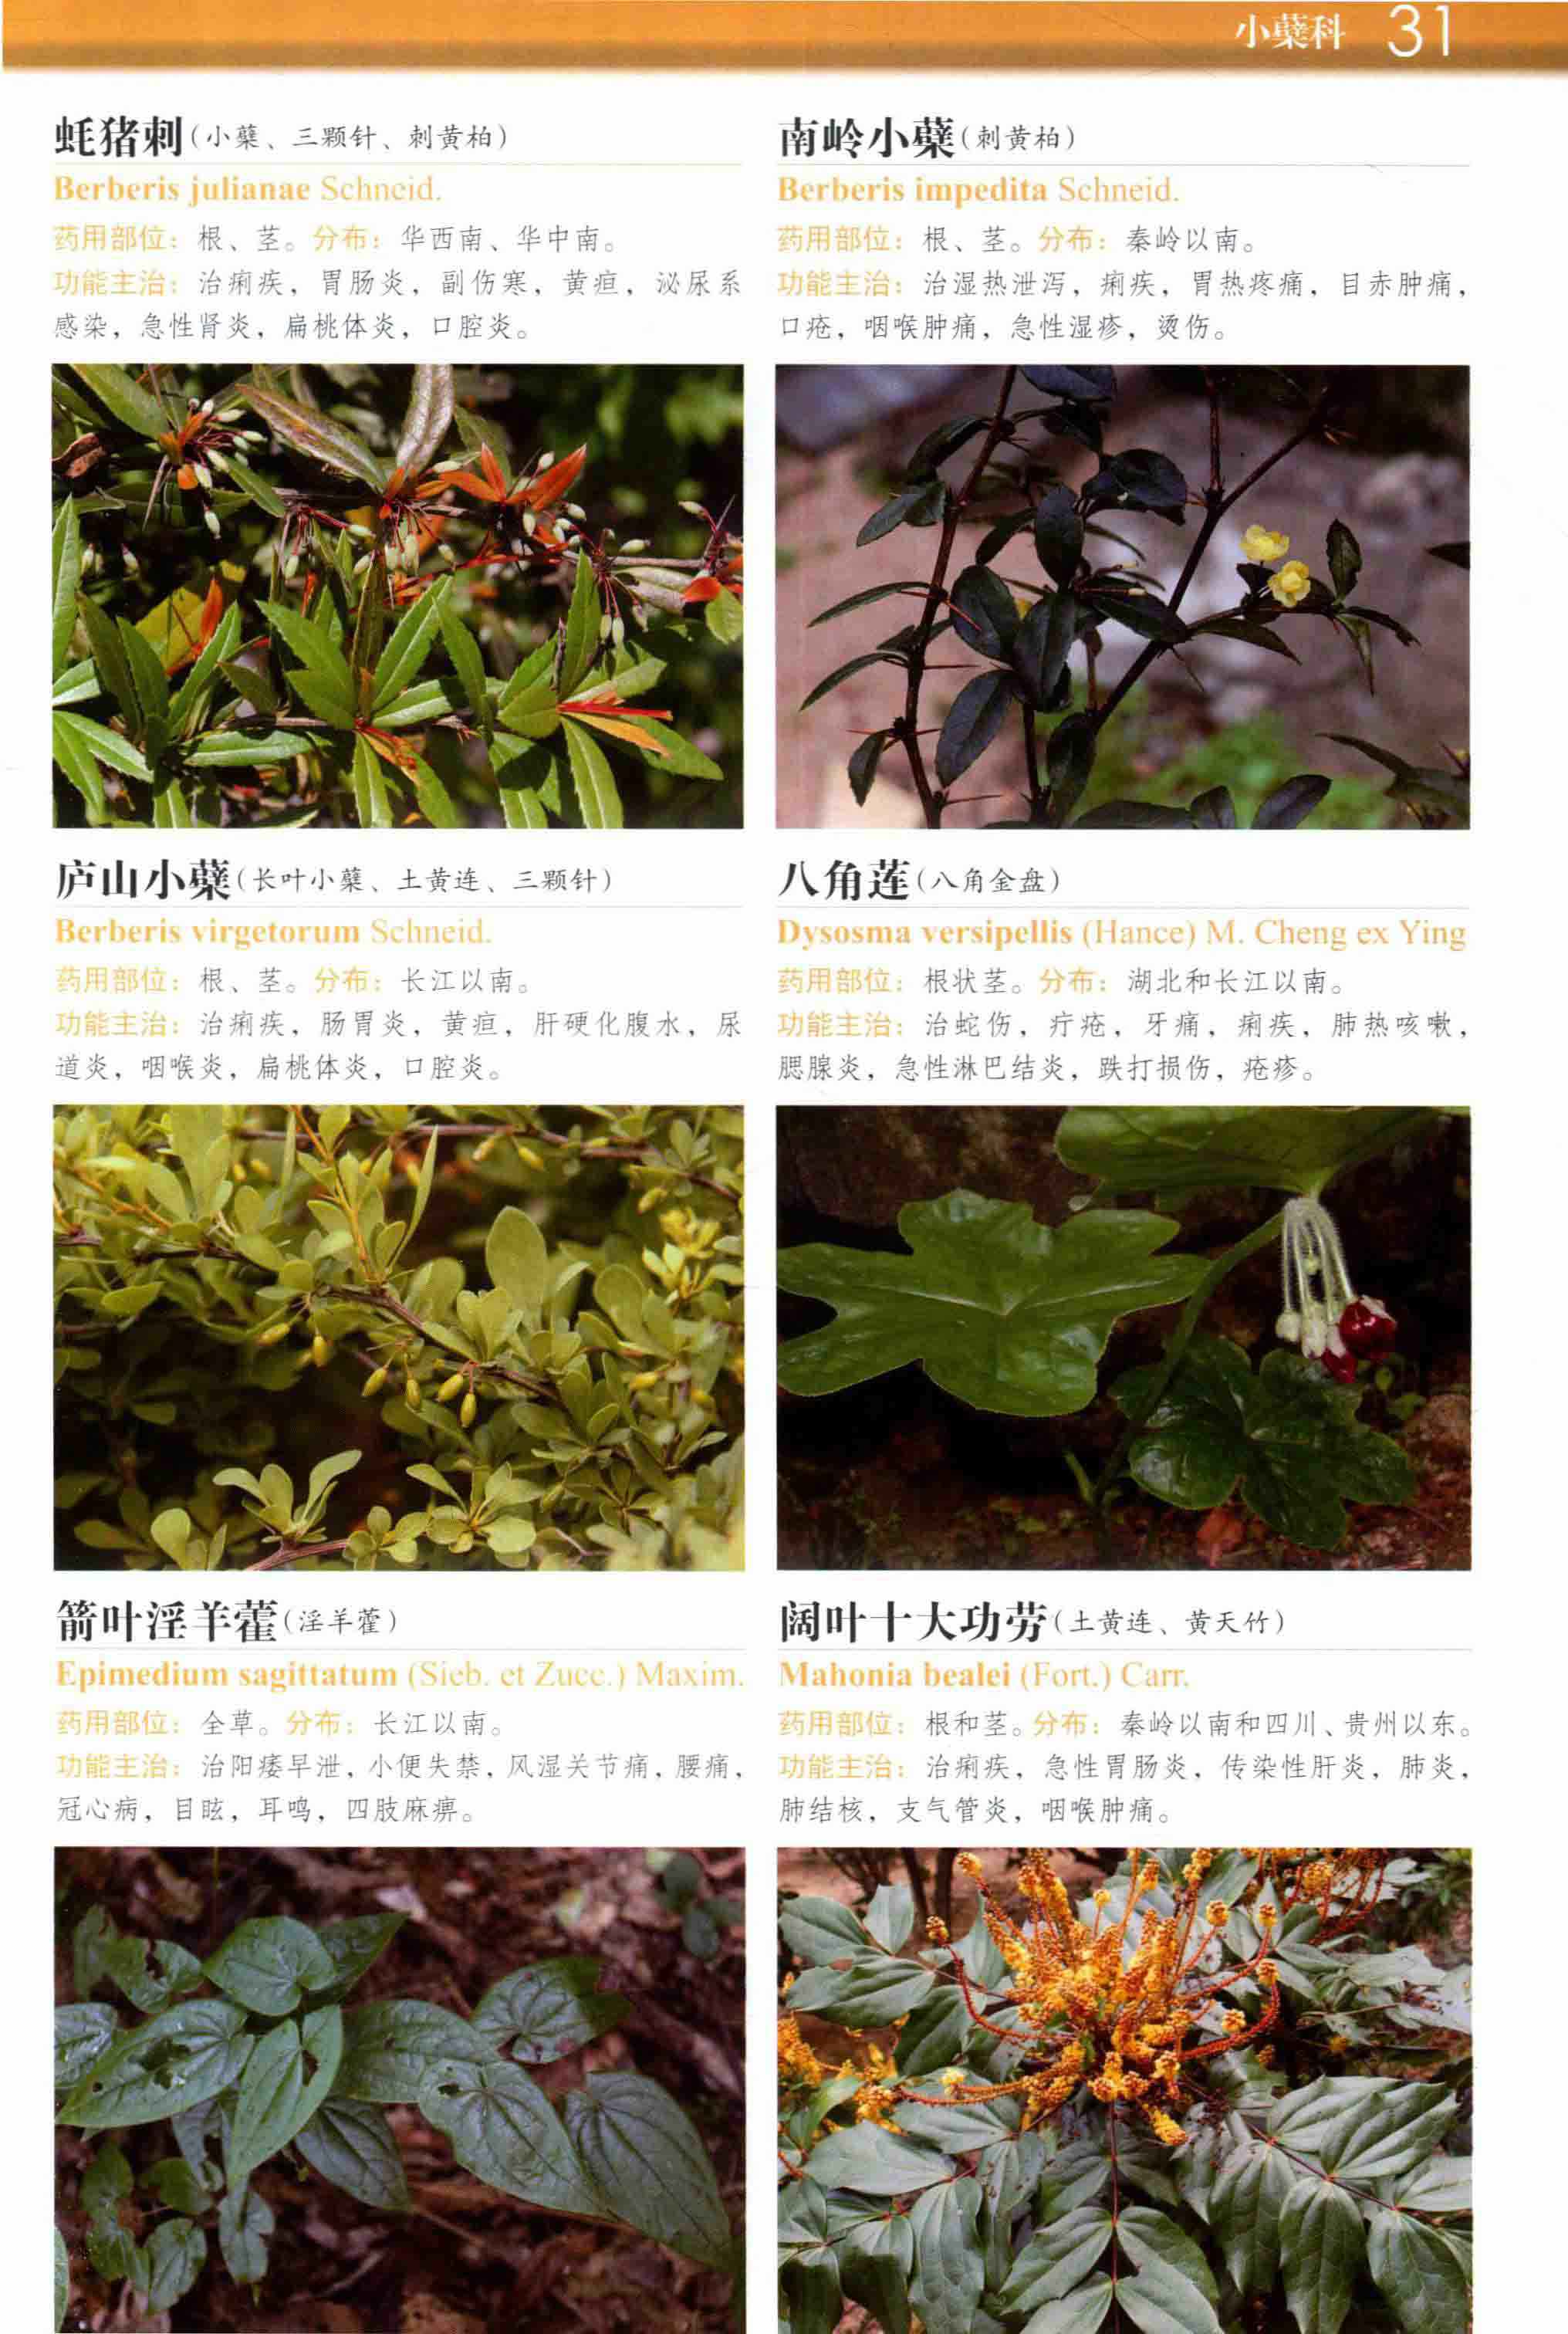 小蘖科 31
蚝猪刺(小蘖、三颗针、刺黄柏)
Berberis julianae Schneid.
药用部位：根、茎。分布：华西南、华中南。
功能主治：治痢疾，胃肠炎，副伤寒，黄疸，泌尿系
感染，急性肾炎，扁桃体炎，口腔炎。
南岭小蘖(刺黄柏)
Berberis impedita Schneid.
药用部位：根、茎。分布：秦岭以南。
功能主治：治湿热泄泻，痢疾，胃热疼痛，目赤肿痛，
口疮，咽喉肿痛，急性湿疹，烫伤。
庐山小蘖(长叶小蘖、土黄连、三颗针)
Berberis virgetorum Schneid.
药用部位：根、茎。分布：长江以南。
功能主治：治痢疾，肠胃炎，黄疸，肝硬化腹水，尿
道炎，咽喉炎，扁桃体炎，口腔炎。
八角莲(八角金盘)
Dysosma versipellis (Hance) M. Cheng ex Ying
药用部位：根状茎。分布：湖北和长江以南。
功能主治：治蛇伤，疔疮，牙痛，痢疾，肺热咳嗽，
腮腺炎，急性淋巴结炎，跌打损伤，疮疹。
箭叶淫羊藿(淫羊藿)
Epimedium sagittatum (Sieb. et Zucc.) Maxim.
药用部位：全草。分布：长江以南。
功能主治：治阳痿早泄，小便失禁，风湿关节痛，腰痛，
冠心病，目眩，耳鸣，四肢麻痹。
阔叶十大功劳(土黄连、黄天竹)
Mahonia bealei (Fort.) Carr.
药用部位：根和茎。分布：秦岭以南和四川、贵州以东。
功能主治：治痢疾，急性胃肠炎，传染性肝炎，肺炎，
肺结核，支气管炎，咽喉肿痛。